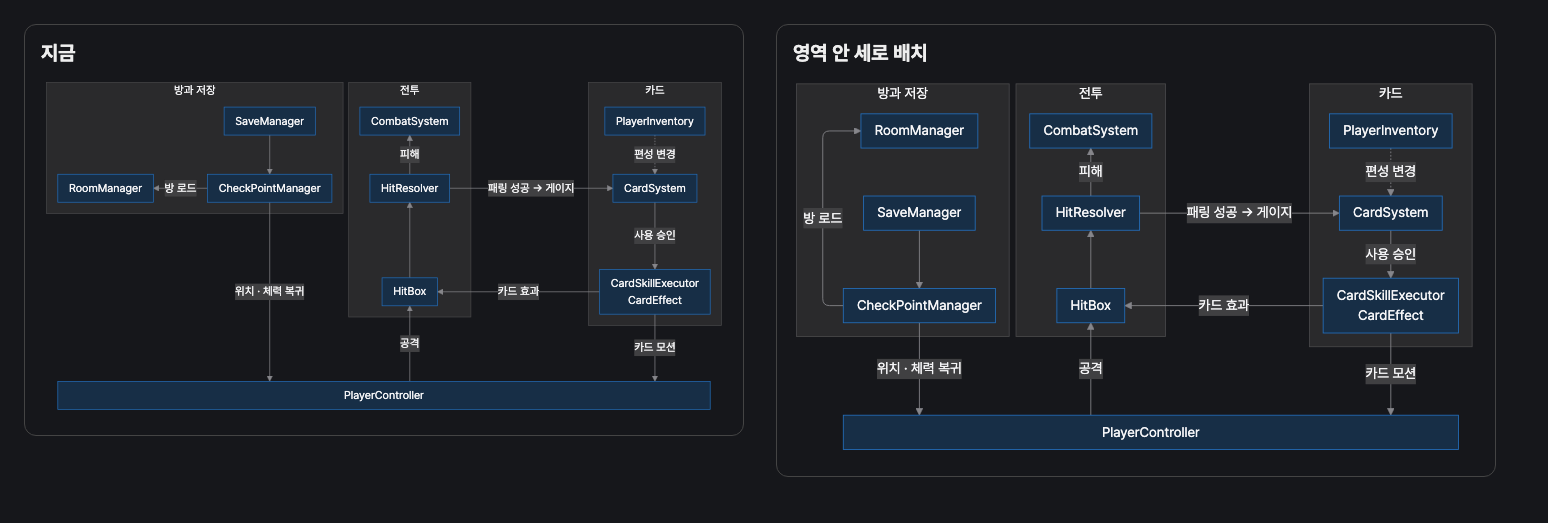 지금
방과 저장
전투
카드
SaveManager
CombatSystem
PlayerInventory
피해
편성 변경
RoomManager
방 로드
CheckPointManager
HitResolver
패링 성공 → 게이지
CardSystem
사용 승인
위치 · 체력 복귀
HitBox
카드 효과
CardSkillExecutor
CardEffect
공격
카드 모션
PlayerController
영역 안 세로 배치
방과 저장
전투
카드
RoomManager
CombatSystem
PlayerInventory
피해
편성 변경
방 로드
SaveManager
HitResolver
패링 성공 → 게이지
CardSystem
사용 승인
CheckPointManager
HitBox
카드 효과
CardSkillExecutor
CardEffect
위치 · 체력 복귀
공격
카드 모션
PlayerController